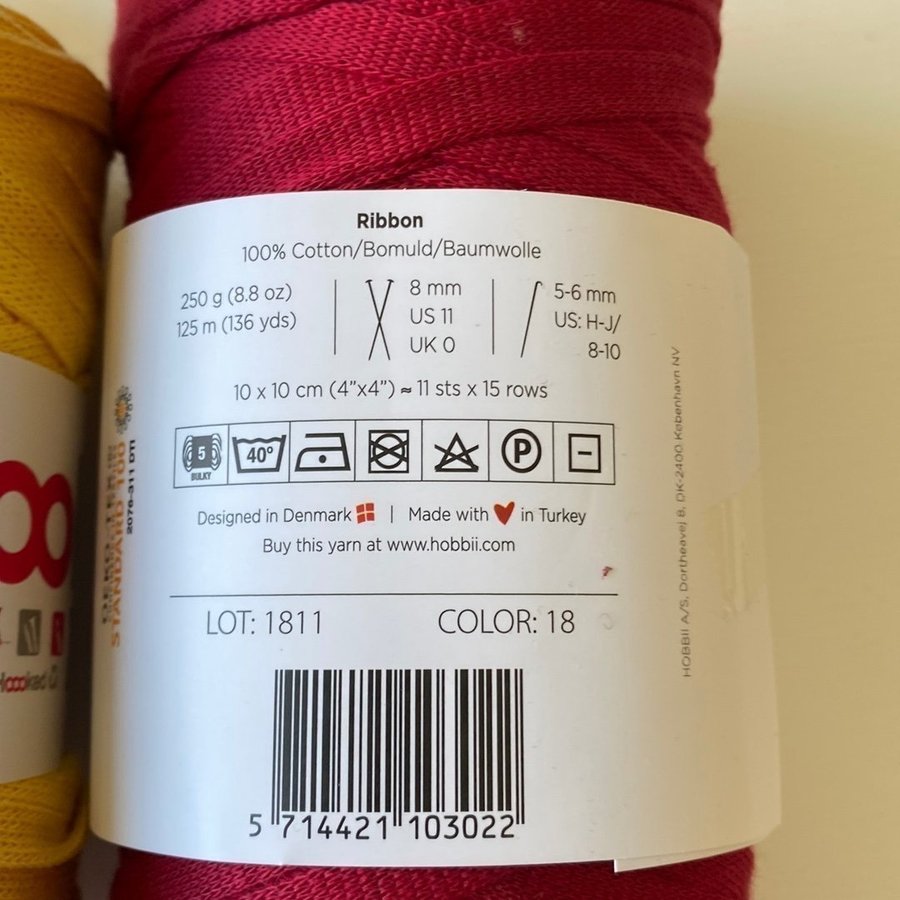 Ribbon
100% Cotton/Bomuld/Baumwolle
250 g (8.8 oz)
125 m (136 yds)
8 mm
US 11
UK 0
5-6 mm
US: H-J/
8-10
10 x 10 cm (4”x4”) ≈ 11 sts x 15 rows
5
BULKY
40°
P
Designed in Denmark | Made with in Turkey
Buy this yarn at www.hobbii.com
LOT: 1811 COLOR: 18
5 714421 103022
HOBBII A/S, Dortheavej 8, DK-2400 København NV
STANDARD 100
2076-311 DTI